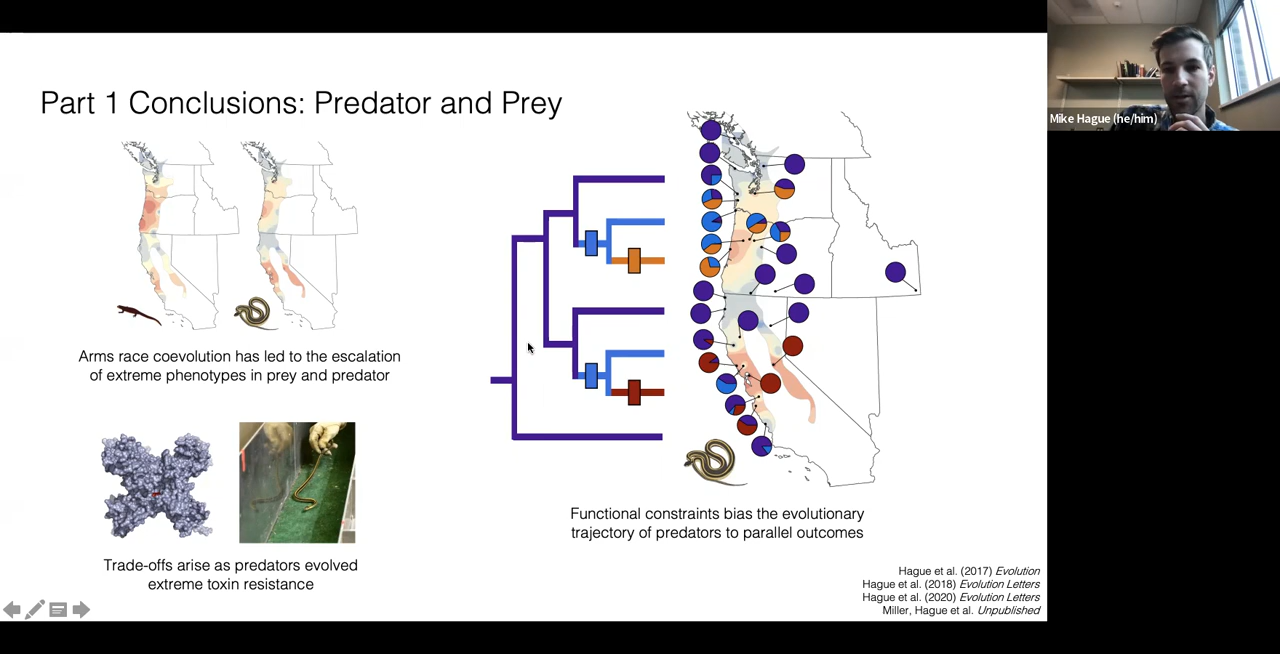 Part 1 Conclusions: Predator and Prey
Mike Hague (he/him)
Arms race coevolution has led to the escalation
of extreme phenotypes in prey and predator
Trade-offs arise as predators evolved
extreme toxin resistance
Functional constraints bias the evolutionary
trajectory of predators to parallel outcomes
Hague et al. (2017) Evolution
Hague et al. (2018) Evolution Letters
Hague et al. (2020) Evolution Letters
Miller, Hague et al. Unpublished